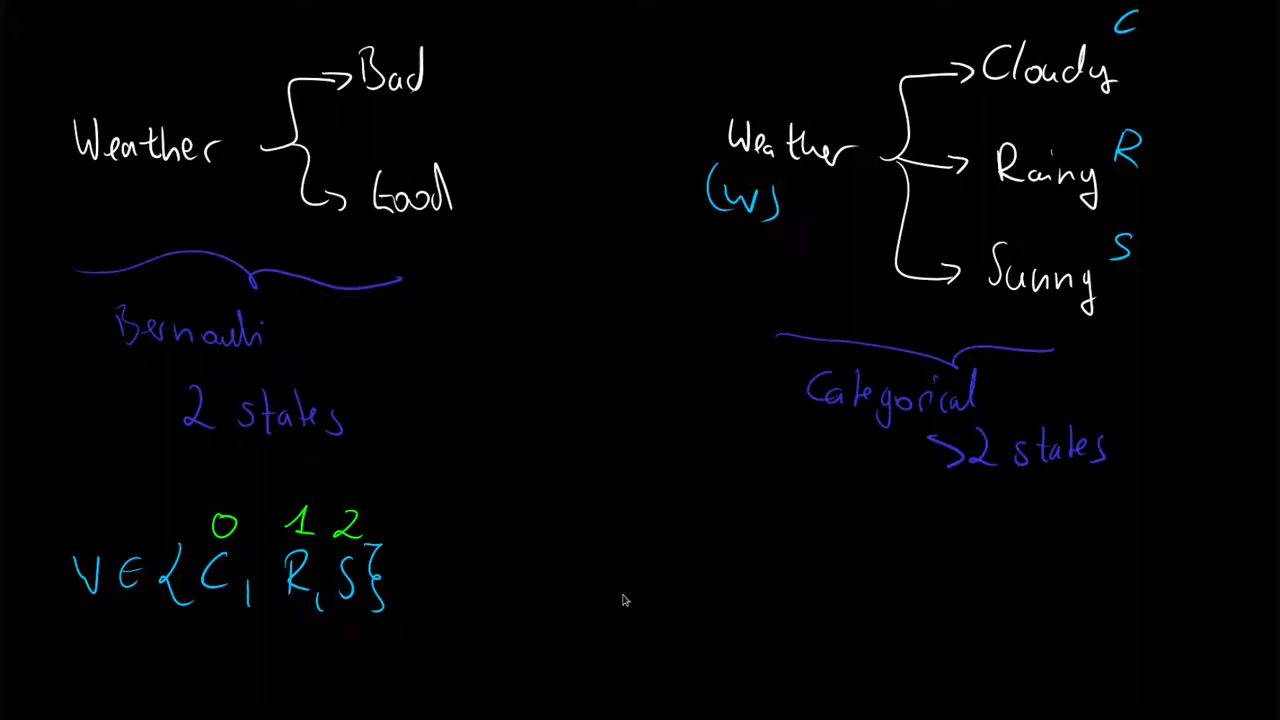 Weather
Bad
Good
Bernoulli
2 states
C
Cloudy
Weather
R
Rainy
(W)
S
Sunny
Categorical
>2 states
0 1 2
W ∈ {C, R, S}